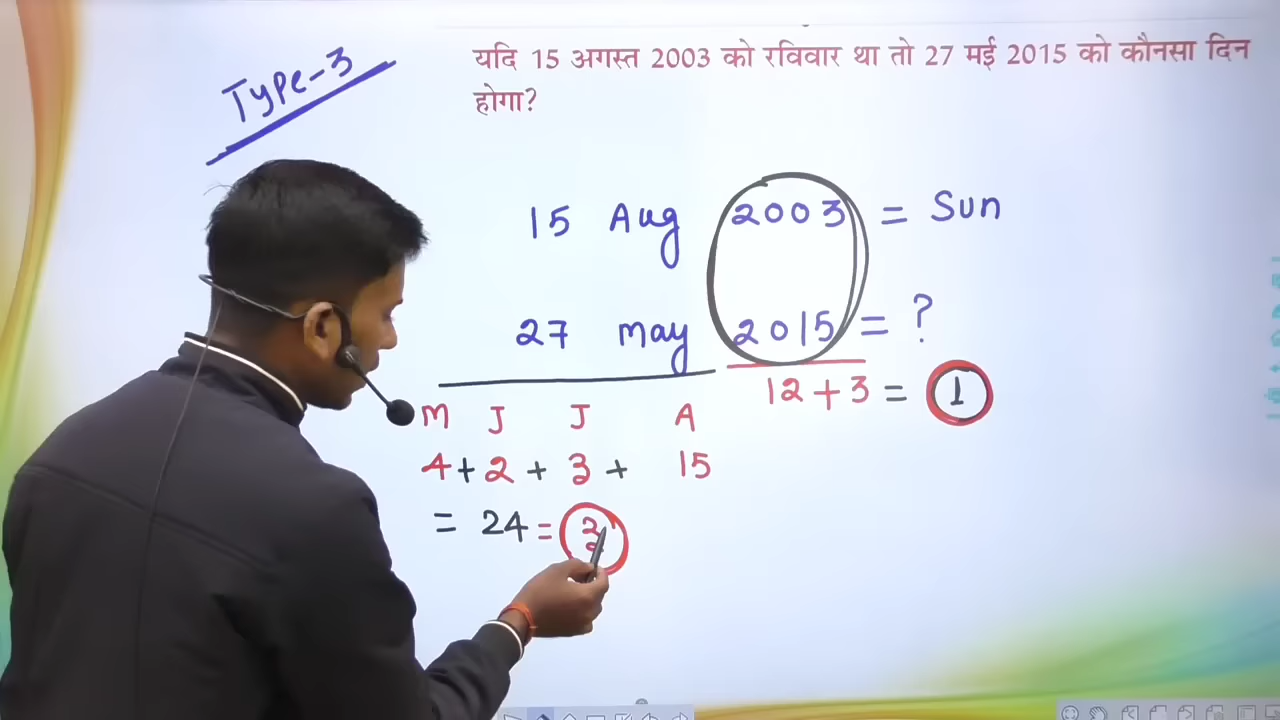 Type-3
यदि 15 अगस्त 2003 को रविवार था तो 27 मई 2015 को कौनसा दिन
होगा?
15 Aug 2003 = Sun
27 may 2015 = ?
12 + 3 = 1
M J J A
4 + 2 + 3 + 15
= 24 = 3